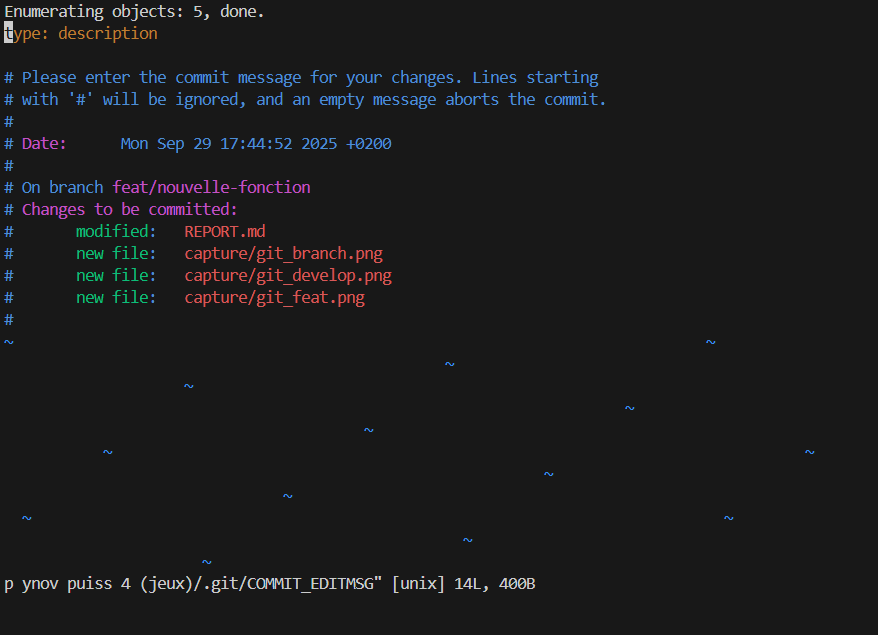 Enumerating objects: 5, done.
type: description
# Please enter the commit message for your changes. Lines starting
# with '#' will be ignored, and an empty message aborts the commit.
#
# Date:      Mon Sep 29 17:44:52 2025 +0200
#
# On branch feat/nouvelle-fonction
# Changes to be committed:
#       modified:   REPORT.md
#       new file:   capture/git_branch.png
#       new file:   capture/git_develop.png
#       new file:   capture/git_feat.png
#
~ ~
~
~
~
~
~ ~
~
~
~ ~
~
~
p ynov puiss 4 (jeux)/.git/COMMIT_EDITMSG" [unix] 14L, 400B